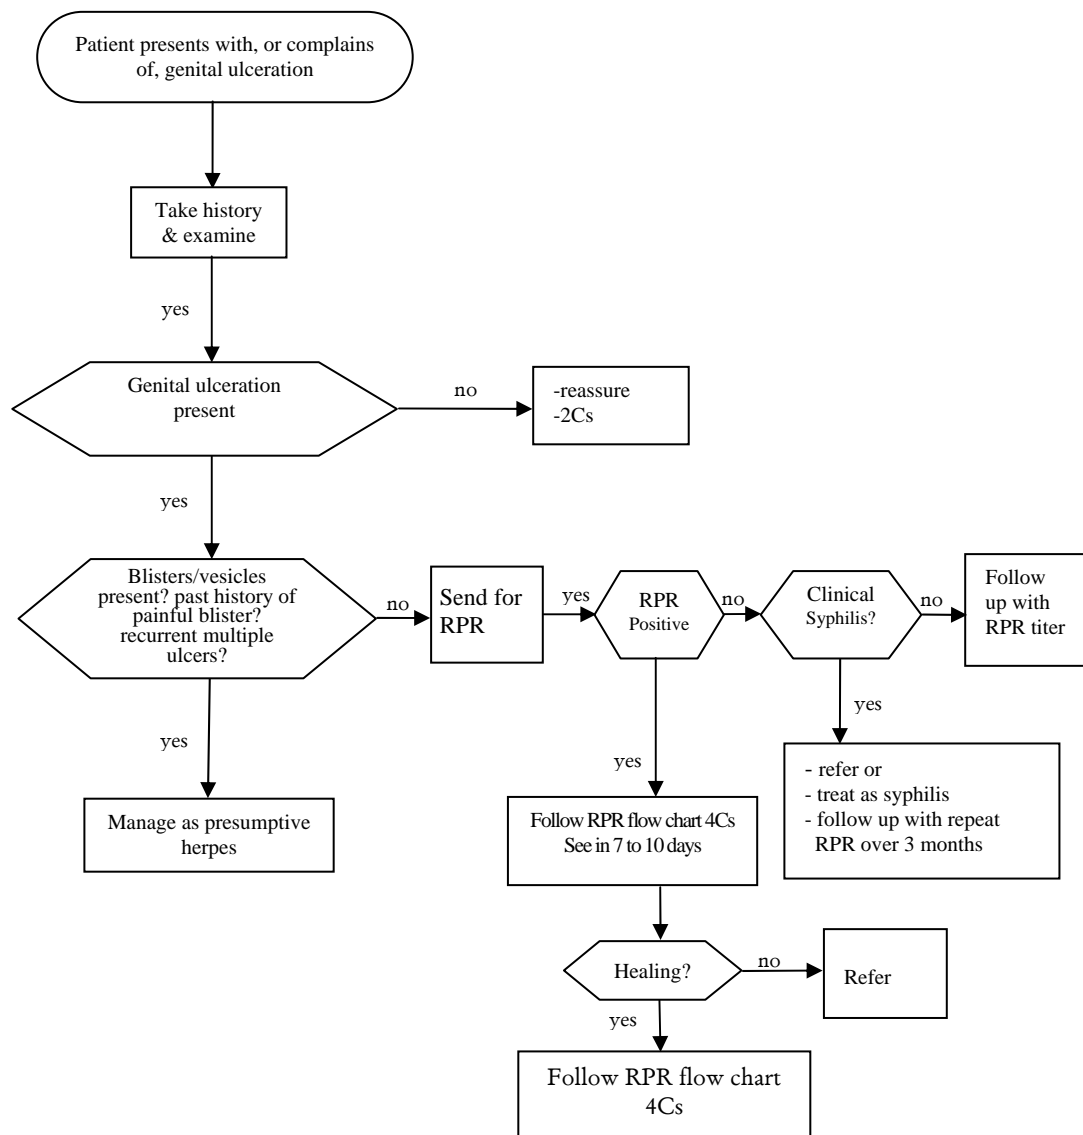 Patient presents with, or complains
of, genital ulceration
Take history
& examine
yes
Genital ulceration
present
no
-reassure
-2Cs
yes
Blisters/vesicles
present? past history of
painful blister?
recurrent multiple
ulcers?
no
Send for
RPR
yes
RPR
Positive
no
Clinical
Syphilis?
no
Follow
up with
RPR titer
yes
Manage as presumptive
herpes
yes
Follow RPR flow chart 4Cs
See in 7 to 10 days
yes
- refer or
- treat as syphilis
- follow up with repeat
RPR over 3 months
Healing?
no
Refer
yes
Follow RPR flow chart
4Cs